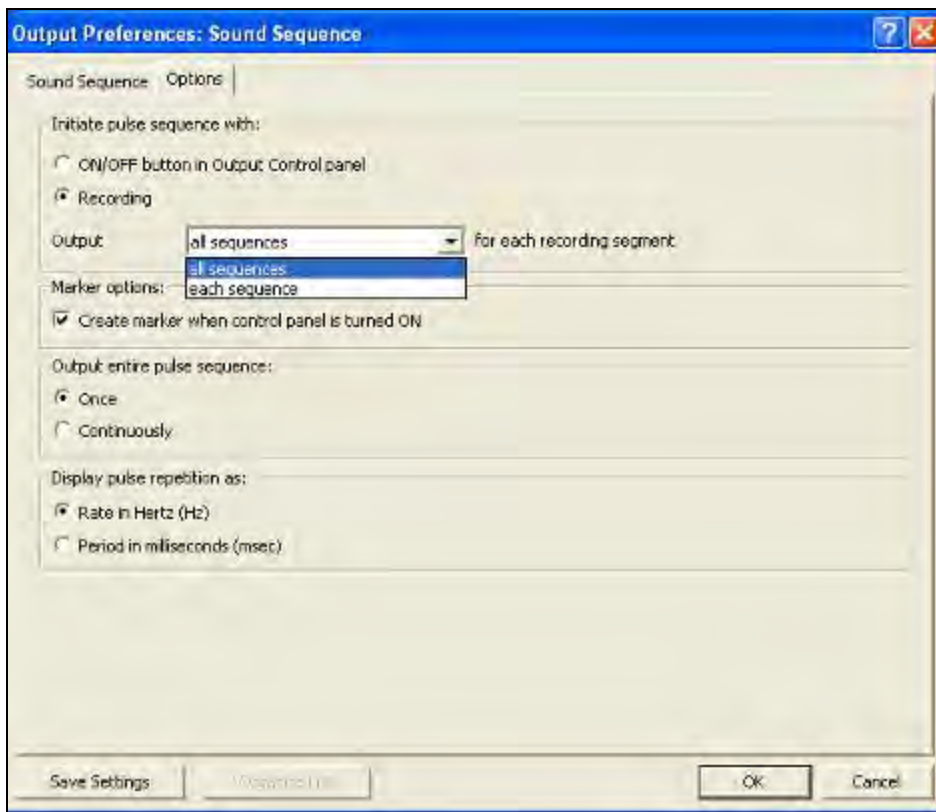 Output Preferences: Sound Sequence
Sound Sequence Options
Initiate pulse sequence with:
ON/OFF button in Output Control panel
Recording
Output all sequences for each recording segment
all sequences
each sequence
Marker options:
Create marker when control panel is turned ON
Output entire pulse sequence:
Once
Continuously
Display pulse repetition as:
Rate in Hertz (Hz)
Period in milliseconds (msec)
Save Settings OK Cancel